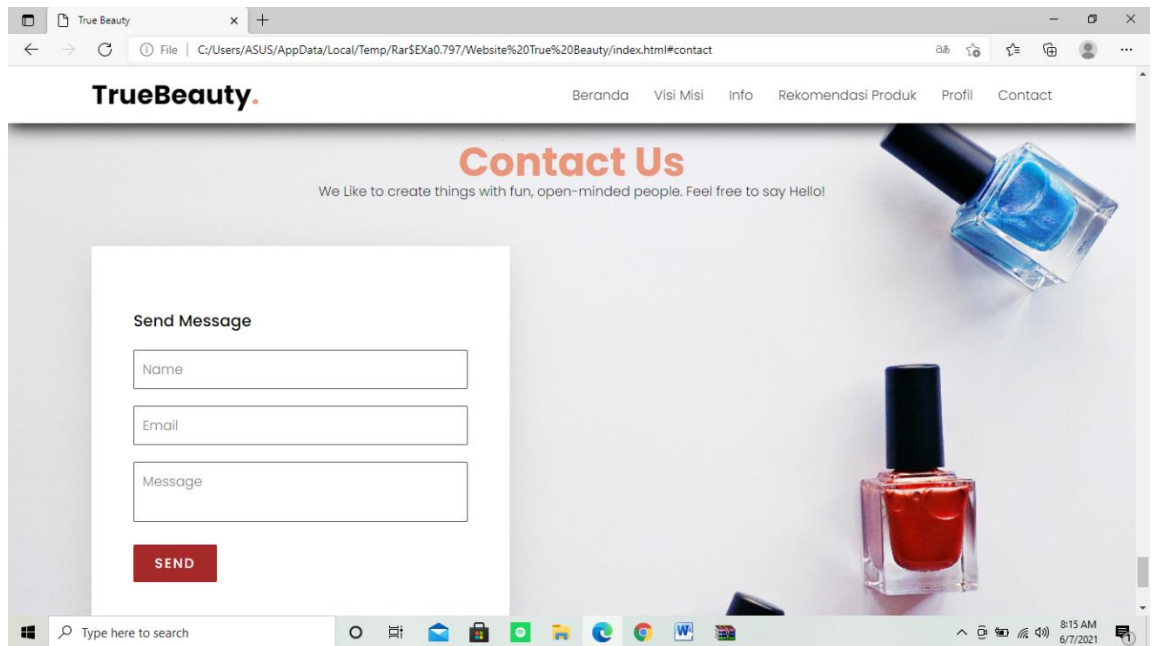 True Beauty
File | C:/Users/ASUS/AppData/Local/Temp/Rar$EXa0.797/Website%20True%20Beauty/index.html#contact
TrueBeauty.
Beranda Visi Misi Info Rekomendasi Produk Profil Contact
Contact Us
We Like to create things with fun, open-minded people. Feel free to say Hello!
Send Message
Name
Email
Message
SEND
Type here to search
8:15 AM
6/7/2021